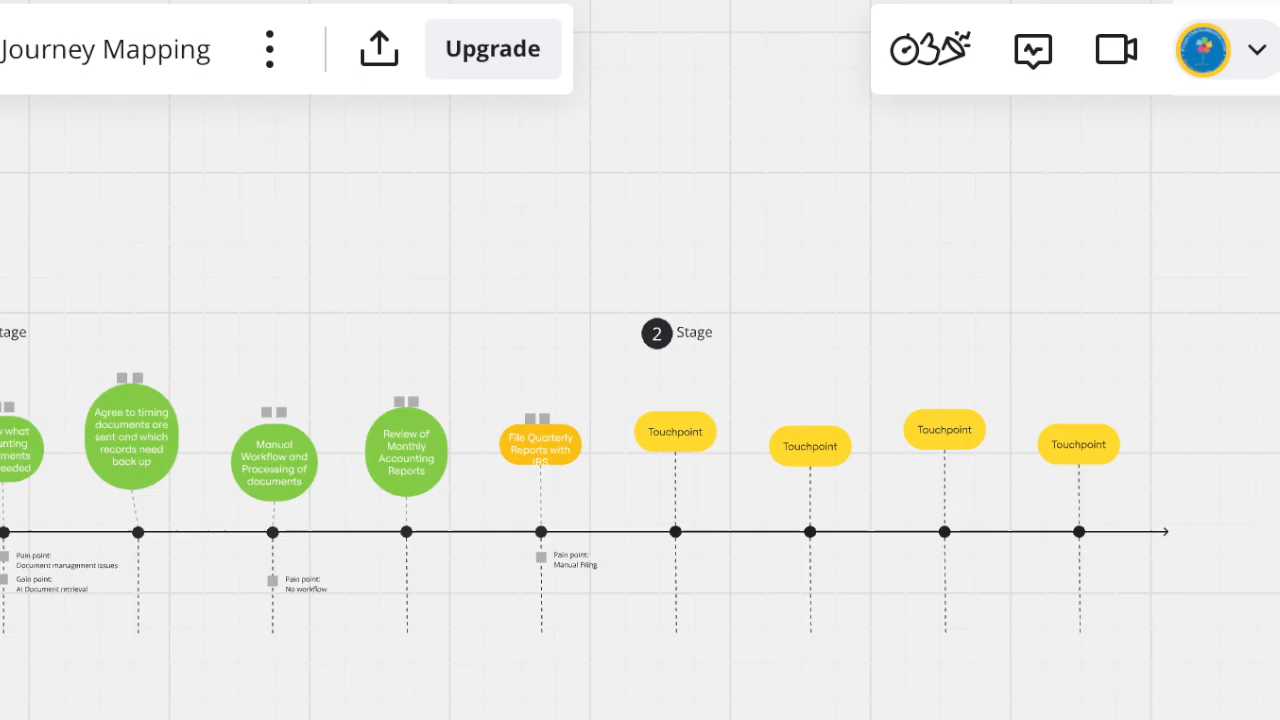 Journey Mapping
Upgrade
tage
2 Stage
what
unting
ments
eeded
Agree to timing
documents are
sent and which
records need
back up
Manual
Workflow and
Processing of
documents
Review of
Monthly
Accounting
Reports
File Quarterly
Reports with
IRS
Touchpoint
Touchpoint
Touchpoint
Touchpoint
Pain point:
Document management issues
Gain point:
AI Document retrieval
Pain point:
No workflow
Pain point:
Manual Filing